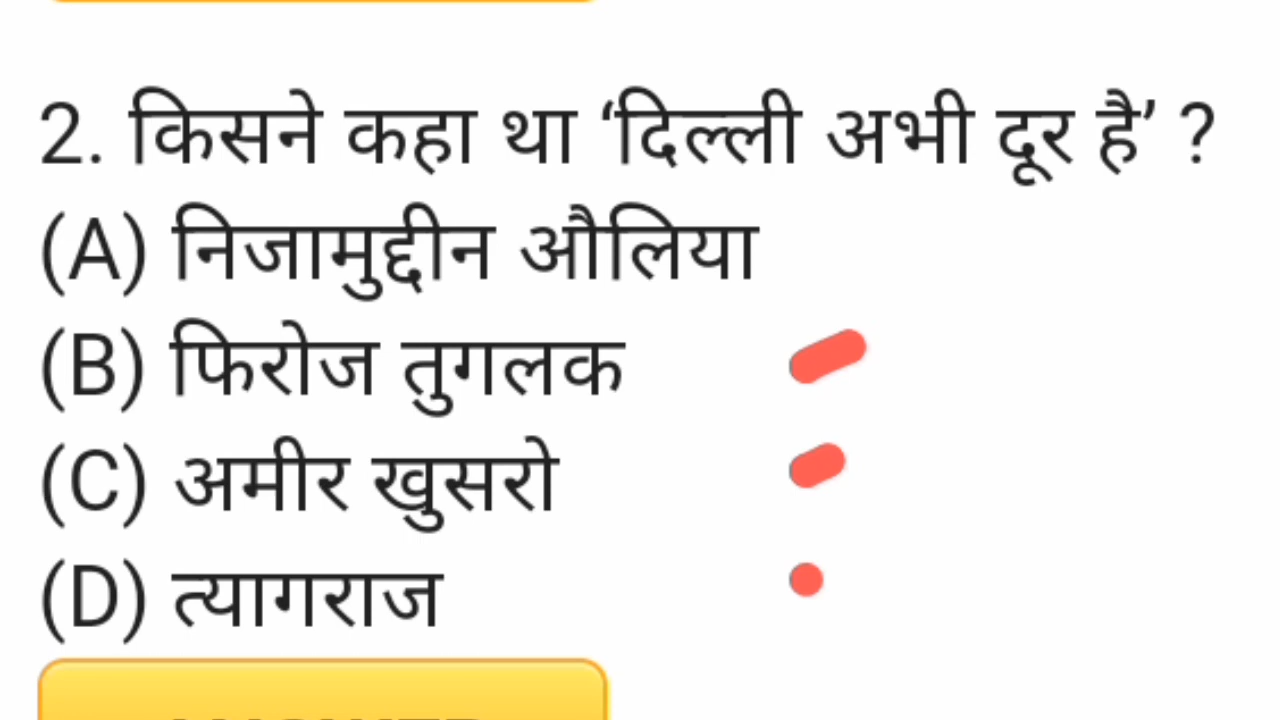 2. किसने कहा था ‘दिल्ली अभी दूर है’ ?
(A) निजामुद्दीन औलिया
(B) फिरोज तुगलक
(C) अमीर खुसरो
(D) त्यागराज